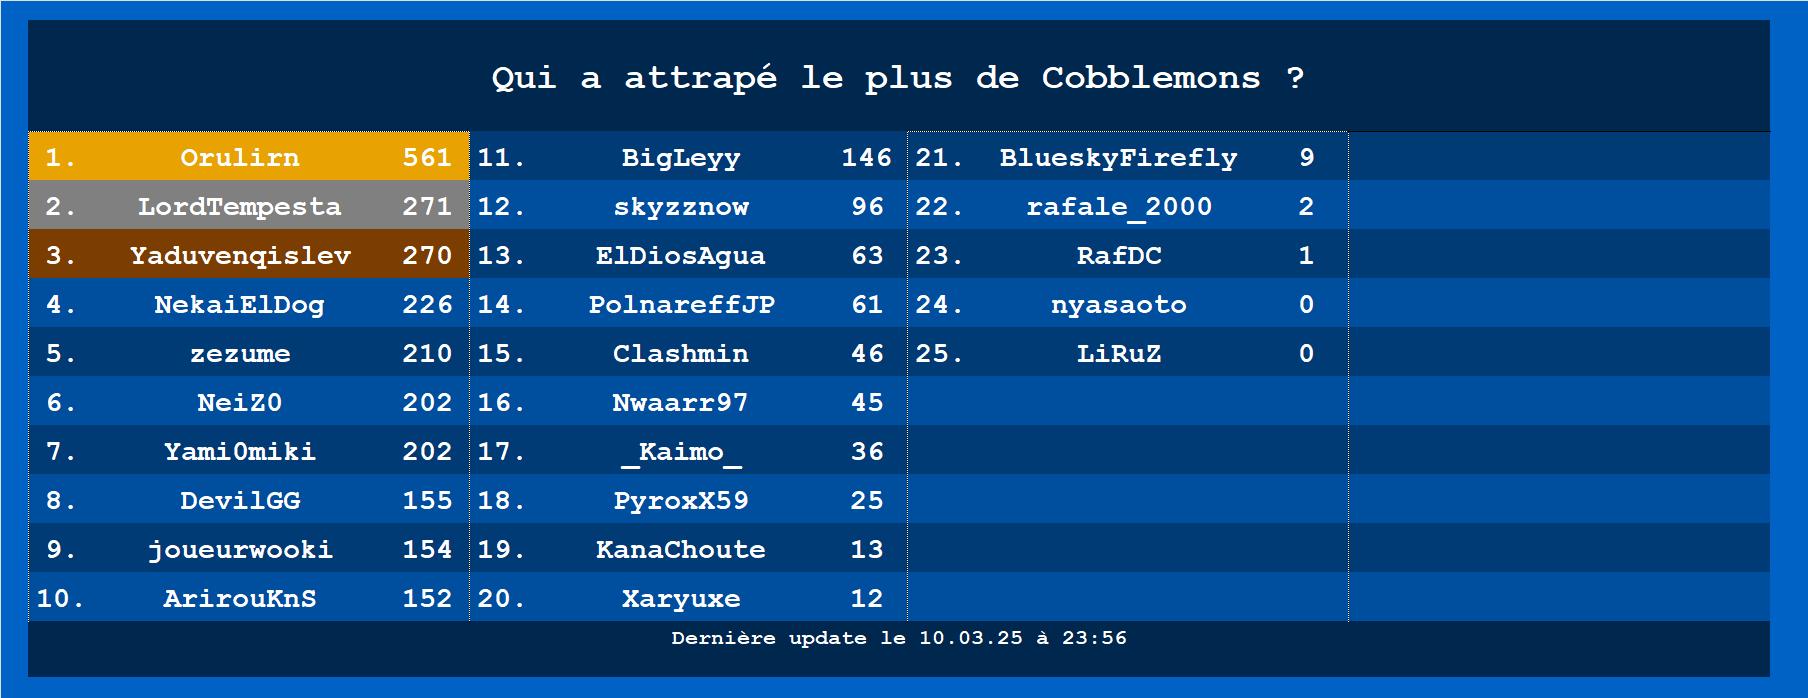 Qui a attrapé le plus de Cobblemons ?
1. Orulirn 561
2. LordTempesta 271
3. Yaduvenqislev 270
4. NekaiElDog 226
5. zezume 210
6. NeiZ0 202
7. Yami0miki 202
8. DevilGG 155
9. joueurwooki 154
10. ArirouKnS 152
11. BigLeyy 146
12. skyzznow 96
13. ElDiosAgua 63
14. PolnareffJP 61
15. Clashmin 46
16. Nwaarr97 45
17. _Kaimo_ 36
18. PyroxX59 25
19. KanaChoute 13
20. Xaryuxe 12
21. BlueskyFirefly 9
22. rafale_2000 2
23. RafDC 1
24. nyasaoto 0
25. LiRuZ 0
Dernière update le 10.03.25 à 23:56